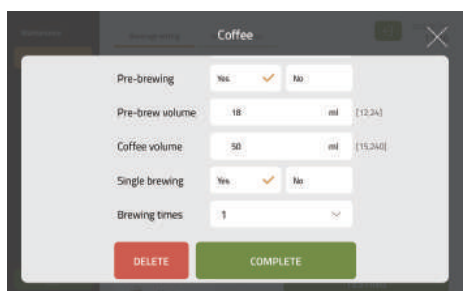 Coffee
Pre-brewing Yes No
Pre-brew volume 18 ml [12,24]
Coffee volume 50 ml [15,240]
Single brewing Yes No
Brewing times 1
DELETE COMPLETE